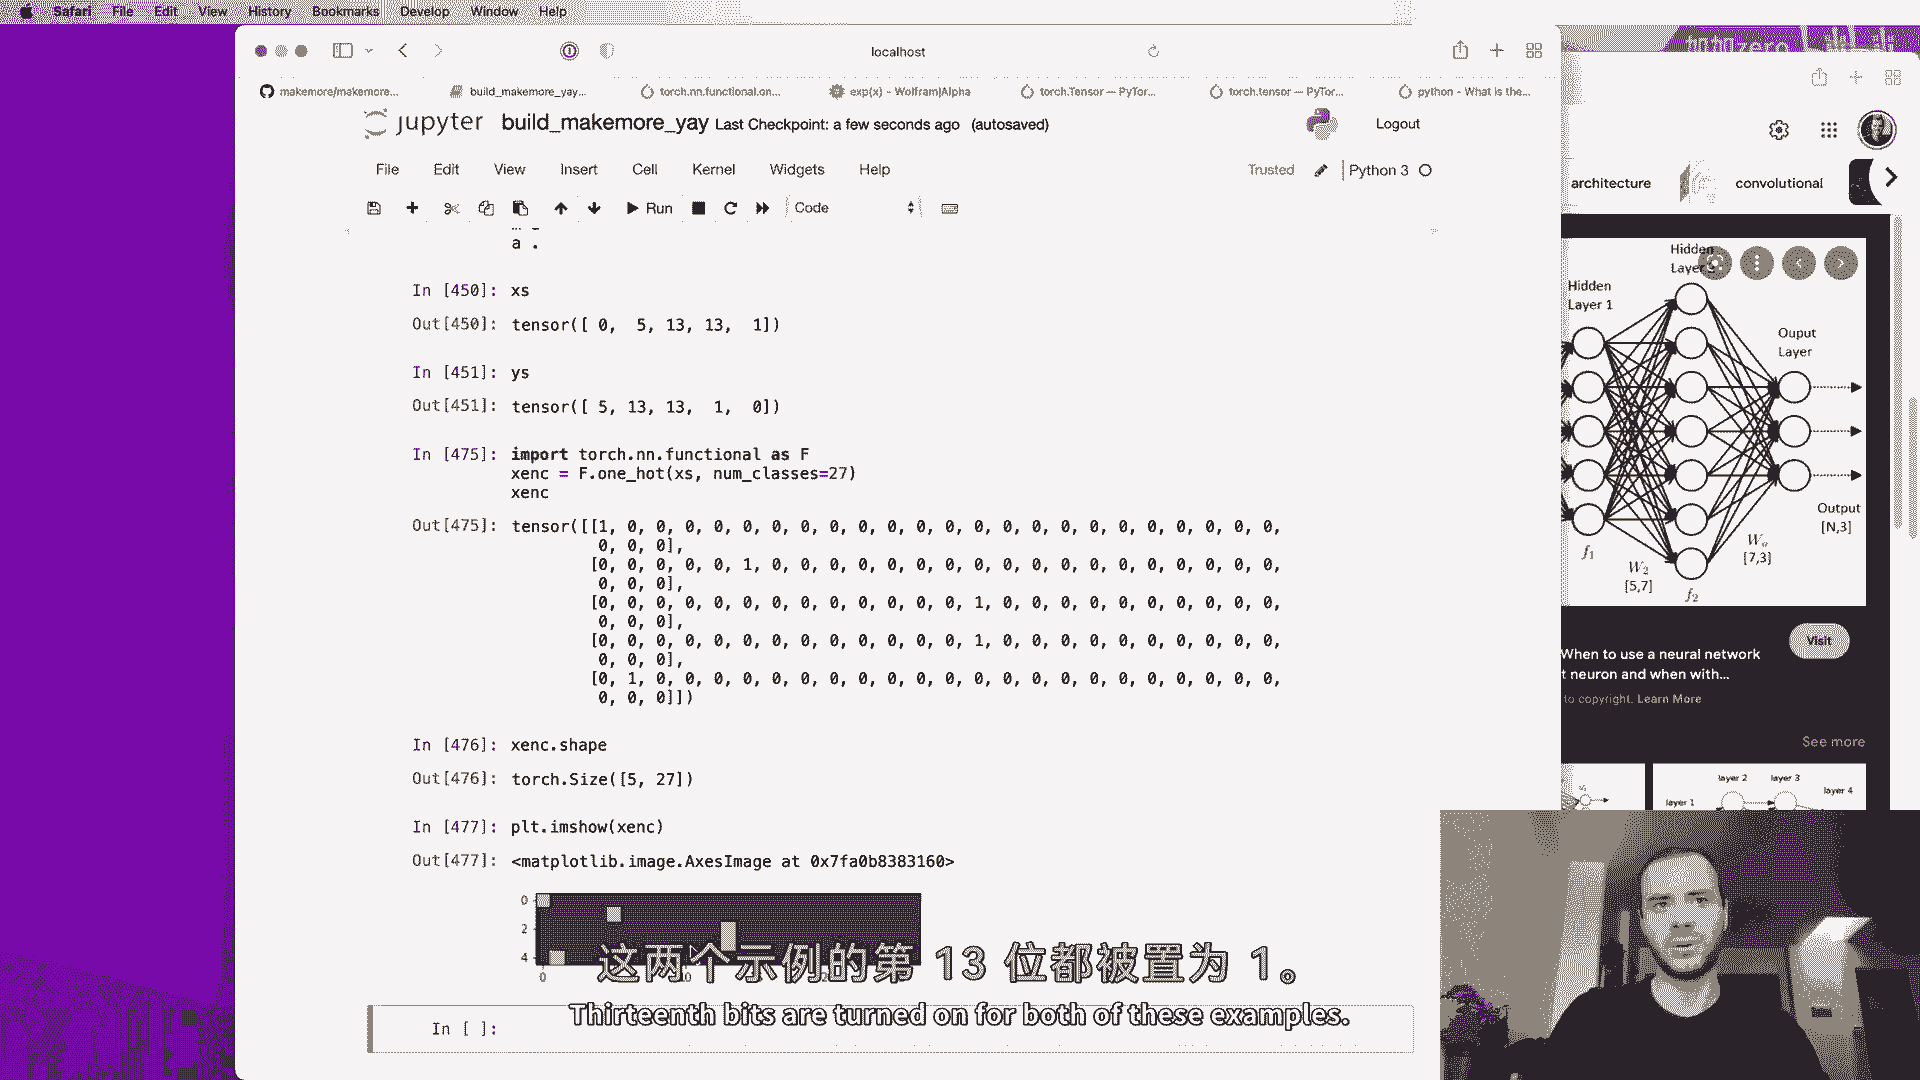 Safari File Edit View History Bookmarks Develop Window Help
localhost
makemore/makemore... build_makemore_yay... torch.nn.functional.on... exp(x) - Wolfram|Alpha torch.Tensor — PyTor... torch.tensor — PyTor... python - What is the...
jupyter build_makemore_yay Last Checkpoint: a few seconds ago (autosaved) Logout
File Edit View Insert Cell Kernel Widgets Help Trusted Python 3
Run Code
a .
In [450]: xs
Out[450]: tensor([ 0,  5, 13, 13,  1])
In [451]: ys
Out[451]: tensor([ 5, 13, 13,  1,  0])
In [475]: import torch.nn.functional as F
xenc = F.one_hot(xs, num_classes=27)
xenc
Out[475]: tensor([[1, 0, 0, 0, 0, 0, 0, 0, 0, 0, 0, 0, 0, 0, 0, 0, 0, 0, 0, 0, 0, 0, 0, 0,
0, 0, 0],
[0, 0, 0, 0, 0, 1, 0, 0, 0, 0, 0, 0, 0, 0, 0, 0, 0, 0, 0, 0, 0, 0, 0, 0,
0, 0, 0],
[0, 0, 0, 0, 0, 0, 0, 0, 0, 0, 0, 0, 0, 1, 0, 0, 0, 0, 0, 0, 0, 0, 0, 0,
0, 0, 0],
[0, 0, 0, 0, 0, 0, 0, 0, 0, 0, 0, 0, 0, 1, 0, 0, 0, 0, 0, 0, 0, 0, 0, 0,
0, 0, 0],
[0, 1, 0, 0, 0, 0, 0, 0, 0, 0, 0, 0, 0, 0, 0, 0, 0, 0, 0, 0, 0, 0, 0, 0,
0, 0, 0]])
In [476]: xenc.shape
Out[476]: torch.Size([5, 27])
In [477]: plt.imshow(xenc)
Out[477]: <matplotlib.image.AxesImage at 0x7fa0b8383160>
0
2
4
0
这两个示例的第 13 位都被置为 1。
Thirteenth bits are turned on for both of these examples.
In [ ]:
architecture convolutional
Hidden
Layer
Hidden
Layer 1
Ouput
Layer
Output
[N,3]
f1
W2
[5,7]
f2
[7,3]
Visit
When to use a neural network
t neuron and when with...
to copyright. Learn More
See more
layer 2 layer 3
layer 4
layer 1